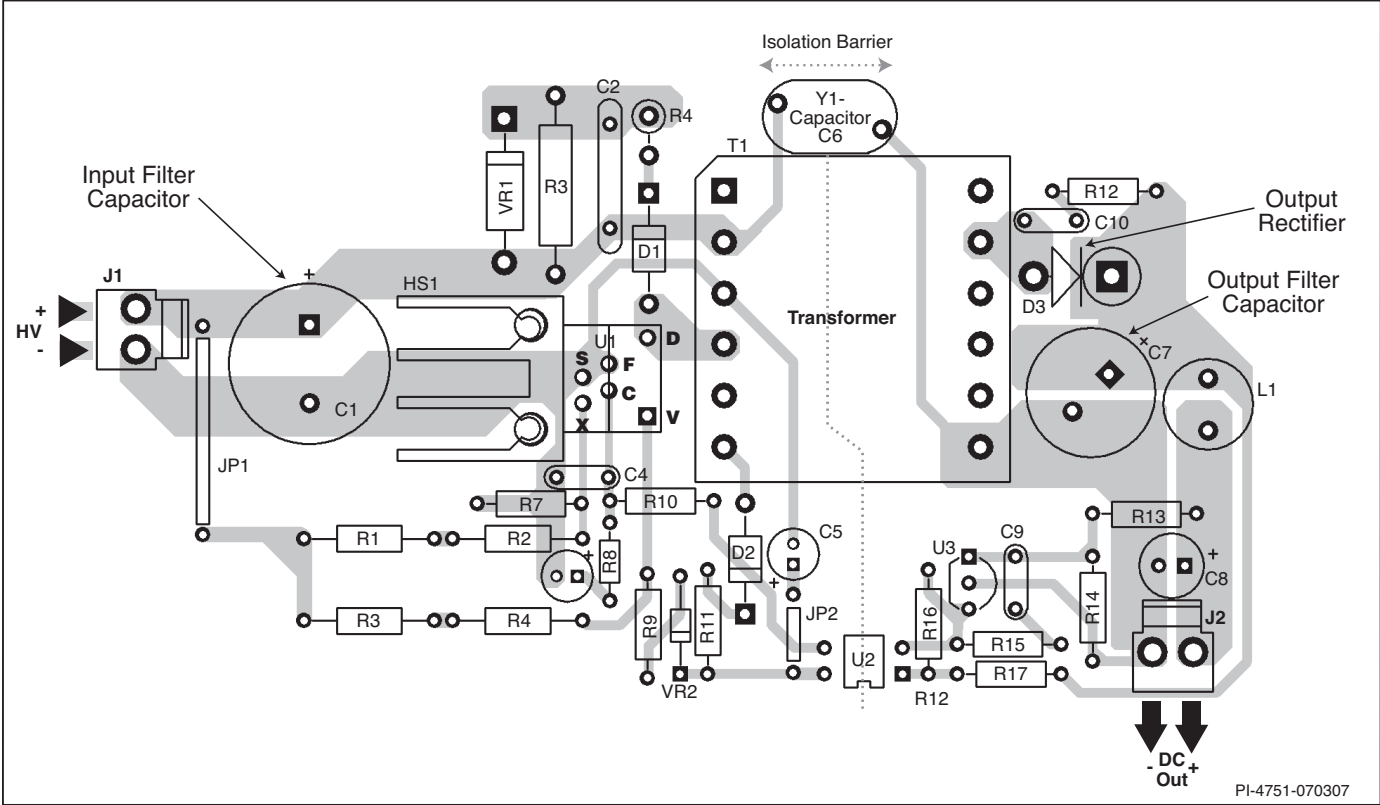 Isolation Barrier
Y1-
Capacitor
C6
C2
R4
T1
Input Filter
Capacitor
VR1
R3
R12
Output
Rectifier
C10
D1
J1
+
HS1
D3
Output Filter
Capacitor
+
HV
-
Transformer
D
U1
S
F
C
X
V
+
C7
C1
L1
JP1
C4
R7
R10
R13
R1
R2
+
R8
D2
C5
+
U3
C9
+
C8
R14
R3
R4
R9
R11
JP2
R16
R15
J2
U2
R17
VR2
R12
- DC +
Out
PI-4751-070307